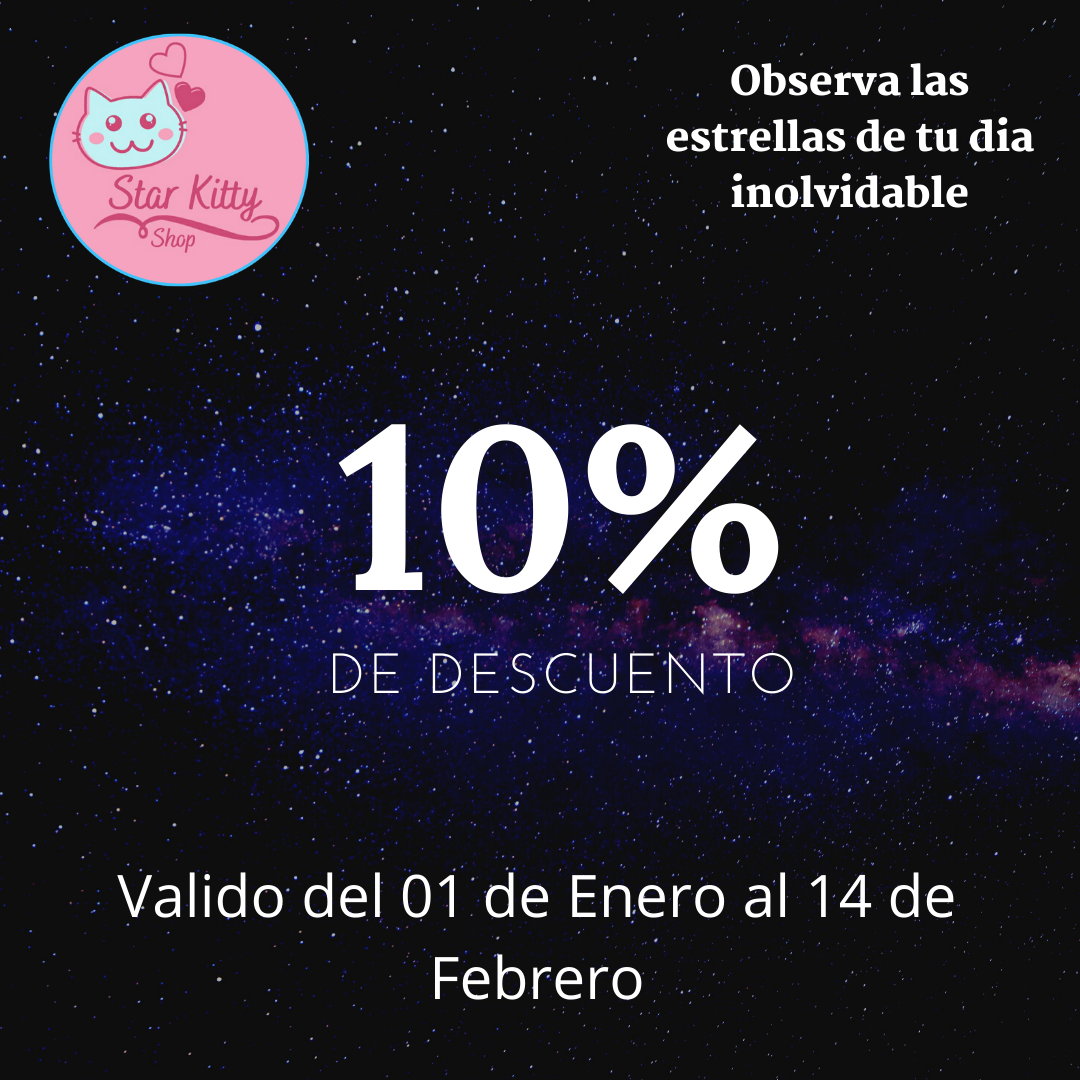 Star Kitty
Shop
Observa las
estrellas de tu dia
inolvidable
10%
DE DESCUENTO
Valido del 01 de Enero al 14 de
Febrero